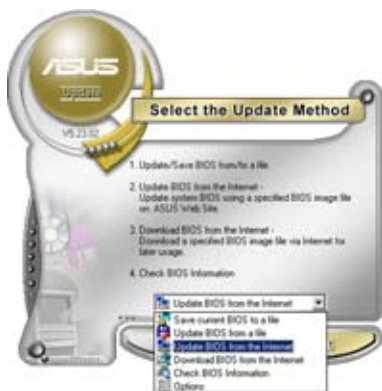 ASUS
Update
V5.23.02
Select the Update Method
1. Update/Save BIOS from/to a file.
2. Update BIOS from the Internet -
Update system BIOS using a specified BIOS image file
on ASUS Web Site.
3. Download BIOS from the Internet -
Download a specified BIOS image file via Internet for
later usage.
4. Check BIOS Information
Update BIOS from the Internet
Save current BIOS to a file
Update BIOS from a file
Update BIOS from the Internet
Download BIOS from the Internet
Check BIOS Information
Options